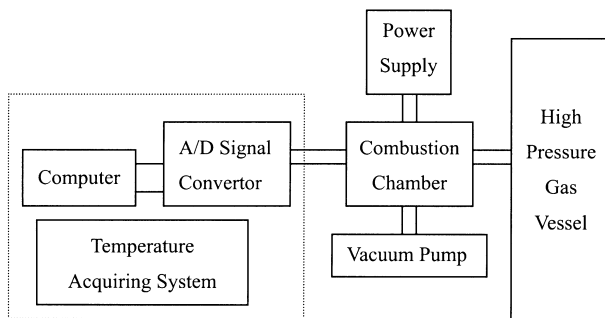 Power
Supply
High
Pressure
Gas
Vessel
A/D Signal
Convertor
Combustion
Chamber
Computer
Temperature
Acquiring System
Vacuum Pump